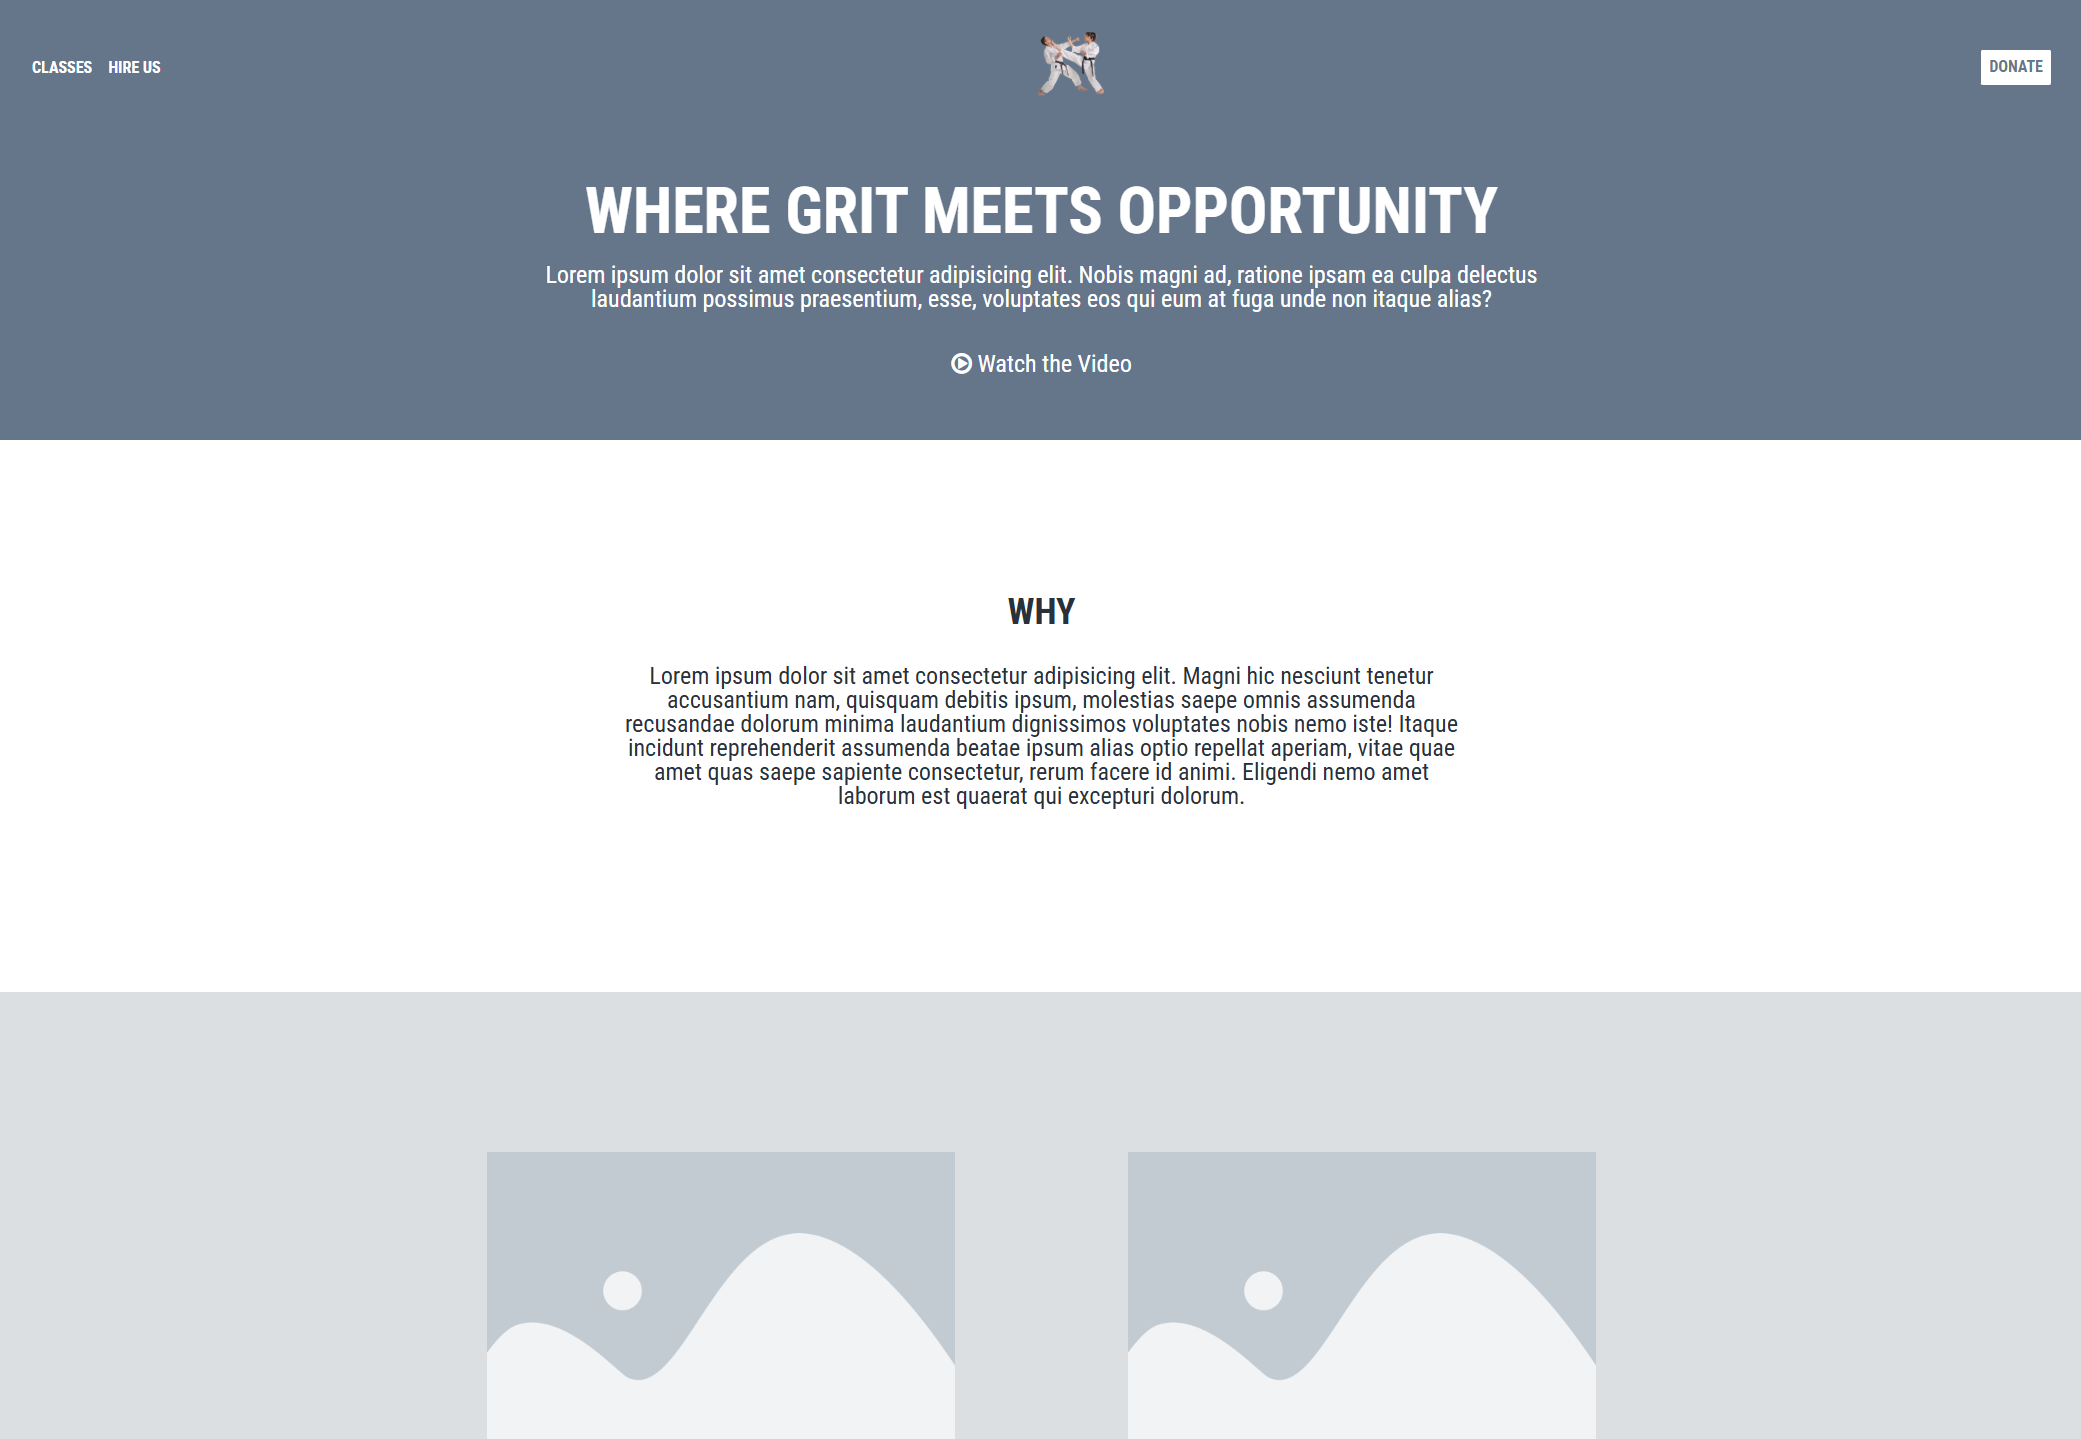 CLASSES HIRE US DONATE
WHERE GRIT MEETS OPPORTUNITY
Lorem ipsum dolor sit amet consectetur adipisicing elit. Nobis magni ad, ratione ipsam ea culpa delectus
laudantium possimus praesentium, esse, voluptates eos qui eum at fuga unde non itaque alias?
Watch the Video
WHY
Lorem ipsum dolor sit amet consectetur adipisicing elit. Magni hic nesciunt tenetur
accusantium nam, quisquam debitis ipsum, molestias saepe omnis assumenda
recusandae dolorum minima laudantium dignissimos voluptates nobis nemo iste! Itaque
incidunt reprehenderit assumenda beatae ipsum alias optio repellat aperiam, vitae quae
amet quas saepe sapiente consectetur, rerum facere id animi. Eligendi nemo amet
laborum est quaerat qui excepturi dolorum.